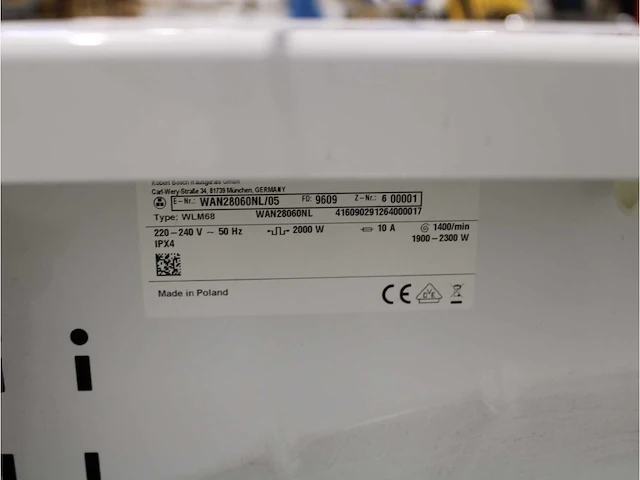 Robert Bosch Hausgeräte GmbH
Carl-Wery-Straße 34, 81739 München, GERMANY
E-Nr.: WAN28060NL/05 FD: 9609 Z-Nr.: 6 00001
Type: WLM68 WAN28060NL 416090291264000017
220-240 V ~ 50 Hz 2000 W 10 A 1400/min
IPX4 1900-2300 W
Made in Poland CE DVE